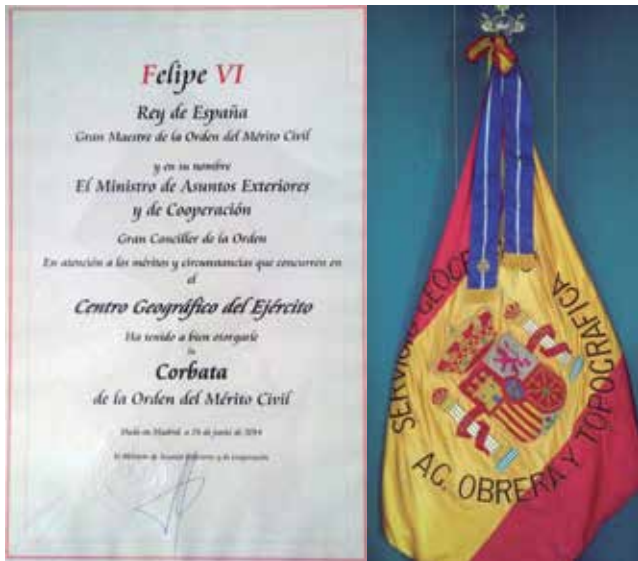 Felipe VI
Rey de España
Gran Maestre de la Orden del Mérito Civil
y en su nombre
El Ministro de Asuntos Exteriores
y de Cooperación
Gran Canciller de la Orden
En atención a los méritos y circunstancias que concurren en
el
Centro Geográfico del Ejército
Ha tenido a bien otorgarle
la
Corbata
de la Orden del Mérito Civil
Dado en Madrid, a de junio de 2014
El Ministro de Asuntos Exteriores y de Cooperación
SERVICIO GEOG
AC. OBRERA Y TOPOGRAFICA